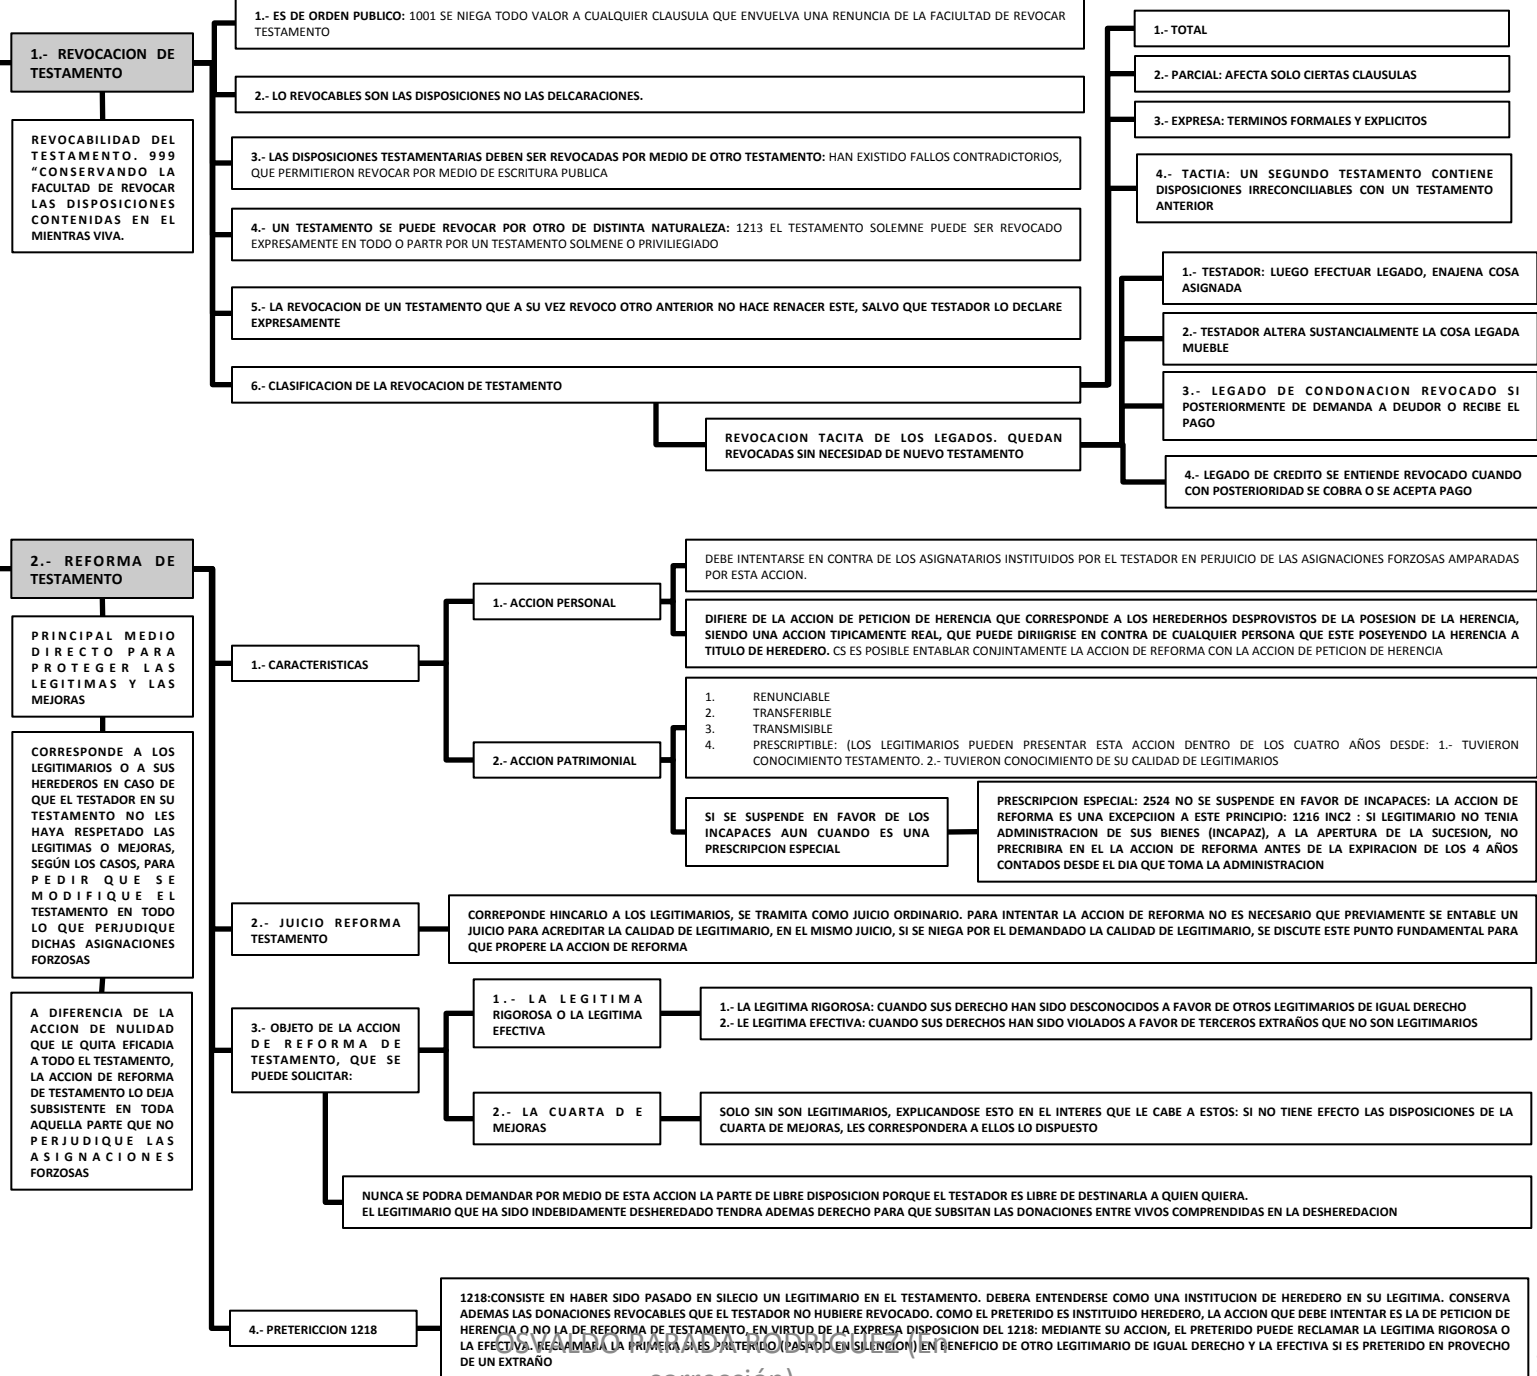 1.- REVOCACION DE
TESTAMENTO
REVOCABILIDAD DEL
TESTAMENTO. 999
“CONSERVANDO LA
FACULTAD DE REVOCAR
LAS DISPOSICIONES
CONTENIDAS EN EL
MIENTRAS VIVA.
1.- ES DE ORDEN PUBLICO: 1001 SE NIEGA TODO VALOR A CUALQUIER CLAUSULA QUE ENVUELVA UNA RENUNCIA DE LA FACIULTAD DE REVOCAR
TESTAMENTO
2.- LO REVOCABLES SON LAS DISPOSICIONES NO LAS DELCARACIONES.
3.- LAS DISPOSICIONES TESTAMENTARIAS DEBEN SER REVOCADAS POR MEDIO DE OTRO TESTAMENTO: HAN EXISTIDO FALLOS CONTRADICTORIOS,
QUE PERMITIERON REVOCAR POR MEDIO DE ESCRITURA PUBLICA
4.- UN TESTAMENTO SE PUEDE REVOCAR POR OTRO DE DISTINTA NATURALEZA: 1213 EL TESTAMENTO SOLEMNE PUEDE SER REVOCADO
EXPRESAMENTE EN TODO O PARTR POR UN TESTAMENTO SOLMENE O PRIVILIEGIADO
5.- LA REVOCACION DE UN TESTAMENTO QUE A SU VEZ REVOCO OTRO ANTERIOR NO HACE RENACER ESTE, SALVO QUE TESTADOR LO DECLARE
EXPRESAMENTE
6.- CLASIFICACION DE LA REVOCACION DE TESTAMENTO
1.- TOTAL
2.- PARCIAL: AFECTA SOLO CIERTAS CLAUSULAS
3.- EXPRESA: TERMINOS FORMALES Y EXPLICITOS
4.- TACTIA: UN SEGUNDO TESTAMENTO CONTIENE
DISPOSICIONES IRRECONCILIABLES CON UN TESTAMENTO
ANTERIOR
REVOCACION TACITA DE LOS LEGADOS. QUEDAN
REVOCADAS SIN NECESIDAD DE NUEVO TESTAMENTO
1.- TESTADOR: LUEGO EFECTUAR LEGADO, ENAJENA COSA
ASIGNADA
2.- TESTADOR ALTERA SUSTANCIALMENTE LA COSA LEGADA
MUEBLE
3.- LEGADO DE CONDONACION REVOCADO SI
POSTERIORMENTE DE DEMANDA A DEUDOR O RECIBE EL
PAGO
4.- LEGADO DE CREDITO SE ENTIENDE REVOCADO CUANDO
CON POSTERIORIDAD SE COBRA O SE ACEPTA PAGO
2.- REFORMA DE
TESTAMENTO
PRINCIPAL MEDIO
DIRECTO PARA
PROTEGER LAS
LEGITIMAS Y LAS
MEJORAS
CORRESPONDE A LOS
LEGITIMARIOS O A SUS
HEREDEROS EN CASO DE
QUE EL TESTADOR EN SU
TESTAMENTO NO LES
HAYA RESPETADO LAS
LEGITIMAS O MEJORAS,
SEGÚN LOS CASOS, PARA
PEDIR QUE SE
MODIFIQUE EL
TESTAMENTO EN TODO
LO QUE PERJUDIQUE
DICHAS ASIGNACIONES
FORZOSAS
A DIFERENCIA DE LA
ACCION DE NULIDAD
QUE LE QUITA EFICADIA
A TODO EL TESTAMENTO,
LA ACCION DE REFORMA
DE TESTAMENTO LO DEJA
SUBSISTENTE EN TODA
AQUELLA PARTE QUE NO
PERJUDIQUE LAS
ASIGNACIONES
FORZOSAS
1.- CARACTERISTICAS
1.- ACCION PERSONAL
DEBE INTENTARSE EN CONTRA DE LOS ASIGNATARIOS INSTITUIDOS POR EL TESTADOR EN PERJUICIO DE LAS ASIGNACIONES FORZOSAS AMPARADAS
POR ESTA ACCION.
DIFIERE DE LA ACCION DE PETICION DE HERENCIA QUE CORRESPONDE A LOS HEREDERHOS DESPROVISTOS DE LA POSESION DE LA HERENCIA,
SIENDO UNA ACCION TIPICAMENTE REAL, QUE PUEDE DIRIIGRISE EN CONTRA DE CUALQUIER PERSONA QUE ESTE POSEYENDO LA HERENCIA A
TITULO DE HEREDERO. CS ES POSIBLE ENTABLAR CONJINTAMENTE LA ACCION DE REFORMA CON LA ACCION DE PETICION DE HERENCIA
2.- ACCION PATRIMONIAL
1. RENUNCIABLE
2. TRANSFERIBLE
3. TRANSMISIBLE
4. PRESCRIPTIBLE: (LOS LEGITIMARIOS PUEDEN PRESENTAR ESTA ACCION DENTRO DE LOS CUATRO AÑOS DESDE: 1.- TUVIERON
CONOCIMIENTO TESTAMENTO. 2.- TUVIERON CONOCIMIENTO DE SU CALIDAD DE LEGITIMARIOS
SI SE SUSPENDE EN FAVOR DE LOS
INCAPACES AUN CUANDO ES UNA
PRESCRIPCION ESPECIAL
PRESCRIPCION ESPECIAL: 2524 NO SE SUSPENDE EN FAVOR DE INCAPACES: LA ACCION DE
REFORMA ES UNA EXCEPCIION A ESTE PRINCIPIO: 1216 INC2 : SI LEGITIMARIO NO TENIA
ADMINISTRACION DE SUS BIENES (INCAPAZ), A LA APERTURA DE LA SUCESION, NO
PRECRIBIRA EN EL LA ACCION DE REFORMA ANTES DE LA EXPIRACION DE LOS 4 AÑOS
CONTADOS DESDE EL DIA QUE TOMA LA ADMINISTRACION
2.- JUICIO REFORMA
TESTAMENTO
CORREPONDE HINCARLO A LOS LEGITIMARIOS, SE TRAMITA COMO JUICIO ORDINARIO. PARA INTENTAR LA ACCION DE REFORMA NO ES NECESARIO QUE PREVIAMENTE SE ENTABLE UN
JUICIO PARA ACREDITAR LA CALIDAD DE LEGITIMARIO, EN EL MISMO JUICIO, SI SE NIEGA POR EL DEMANDADO LA CALIDAD DE LEGITIMARIO, SE DISCUTE ESTE PUNTO FUNDAMENTAL PARA
QUE PROPERE LA ACCION DE REFORMA
3.- OBJETO DE LA ACCION
DE REFORMA DE
TESTAMENTO, QUE SE
PUEDE SOLICITAR:
1.- LA LEGITIMA
RIGOROSA O LA LEGITIMA
EFECTIVA
1.- LA LEGITIMA RIGOROSA: CUANDO SUS DERECHO HAN SIDO DESCONOCIDOS A FAVOR DE OTROS LEGITIMARIOS DE IGUAL DERECHO
2.- LE LEGITIMA EFECTIVA: CUANDO SUS DERECHOS HAN SIDO VIOLADOS A FAVOR DE TERCEROS EXTRAÑOS QUE NO SON LEGITIMARIOS
2.- LA CUARTA D E
MEJORAS
SOLO SIN SON LEGITIMARIOS, EXPLICANDOSE ESTO EN EL INTERES QUE LE CABE A ESTOS: SI NO TIENE EFECTO LAS DISPOSICIONES DE LA
CUARTA DE MEJORAS, LES CORRESPONDERA A ELLOS LO DISPUESTO
NUNCA SE PODRA DEMANDAR POR MEDIO DE ESTA ACCION LA PARTE DE LIBRE DISPOSICION PORQUE EL TESTADOR ES LIBRE DE DESTINARLA A QUIEN QUIERA.
EL LEGITIMARIO QUE HA SIDO INDEBIDAMENTE DESHEREDADO TENDRA ADEMAS DERECHO PARA QUE SUBSITAN LAS DONACIONES ENTRE VIVOS COMPRENDIDAS EN LA DESHEREDACION
4.- PRETERICCION 1218
1218:CONSISTE EN HABER SIDO PASADO EN SILECIO UN LEGITIMARIO EN EL TESTAMENTO. DEBERA ENTENDERSE COMO UNA INSTITUCION DE HEREDERO EN SU LEGITIMA. CONSERVA
ADEMAS LAS DONACIONES REVOCABLES QUE EL TESTADOR NO HUBIERE REVOCADO. COMO EL PRETERIDO ES INSTITUIDO HEREDERO, LA ACCION QUE DEBE INTENTAR ES LA DE PETICION DE
HERENCIA O NO LA DE REFORMA DE TESTAMENTO, EN VIRTUD DE LA EXPRESA DISPOSICION DEL 1218: MEDIANTE SU ACCION, EL PRETERIDO PUEDE RECLAMAR LA LEGITIMA RIGOROSA O
LA EFECTIVA. RECLAMARA LA PRIMERA SI ES PRETERIDO (PASADO EN SILENCION) EN BENEFICIO DE OTRO LEGITIMARIO DE IGUAL DERECHO Y LA EFECTIVA SI ES PRETERIDO EN PROVECHO
DE UN EXTRAÑO
OSVALDO PARADA RODRIGUEZ (En
corrección)